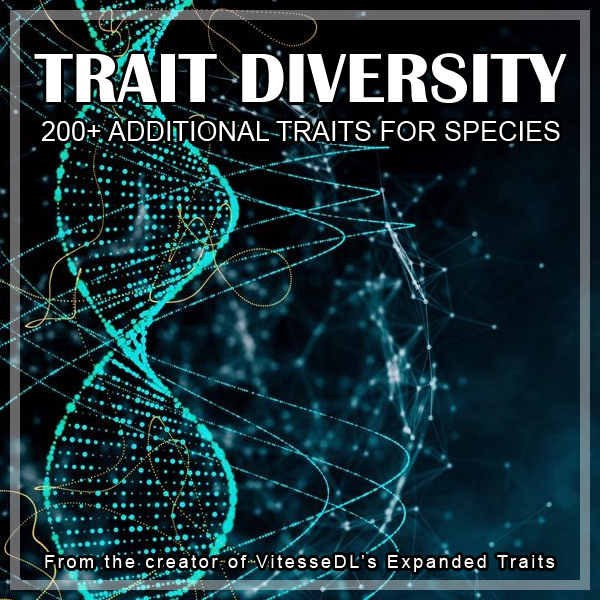 TRAIT DIVERSITY
200+ ADDITIONAL TRAITS FOR SPECIES
From the creator of VitesseDL's Expanded Traits